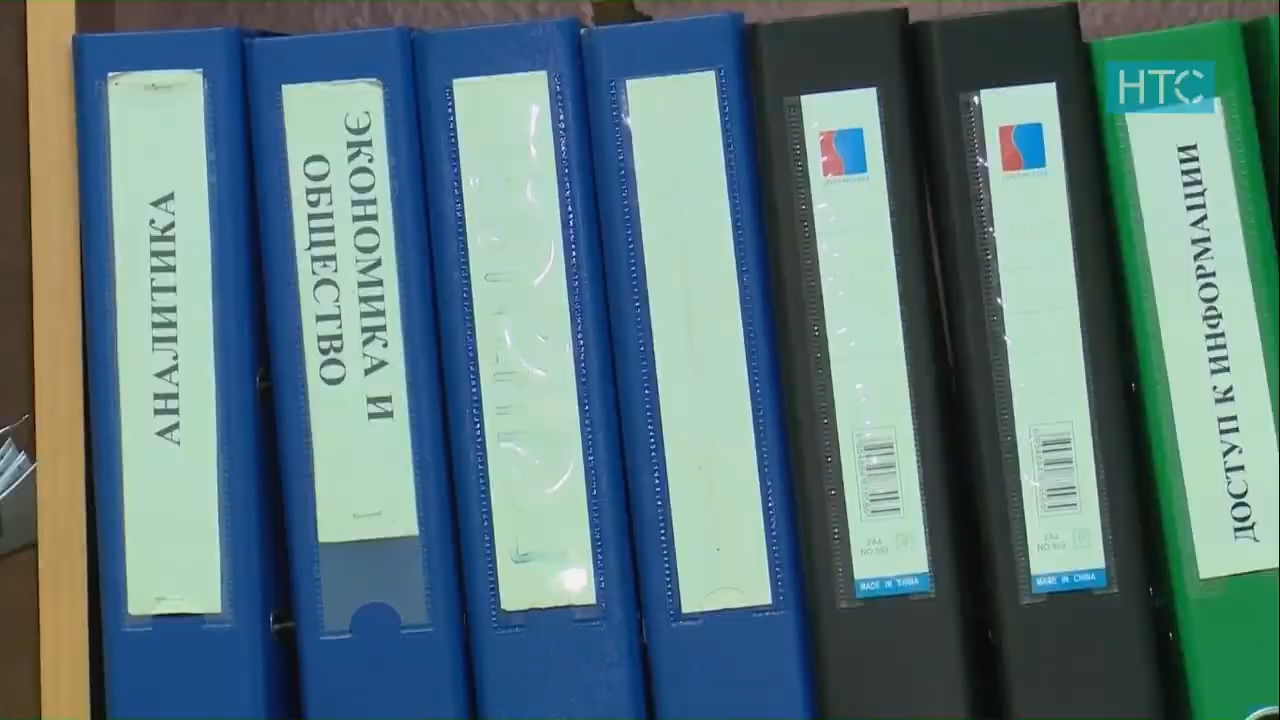 АНАЛИТИКА
ЭКОНОМИКА И
ОБЩЕСТВО
MADE IN CHINA
MADE IN CHINA
НТС
ДОСТУП К ИНФОРМАЦИИ